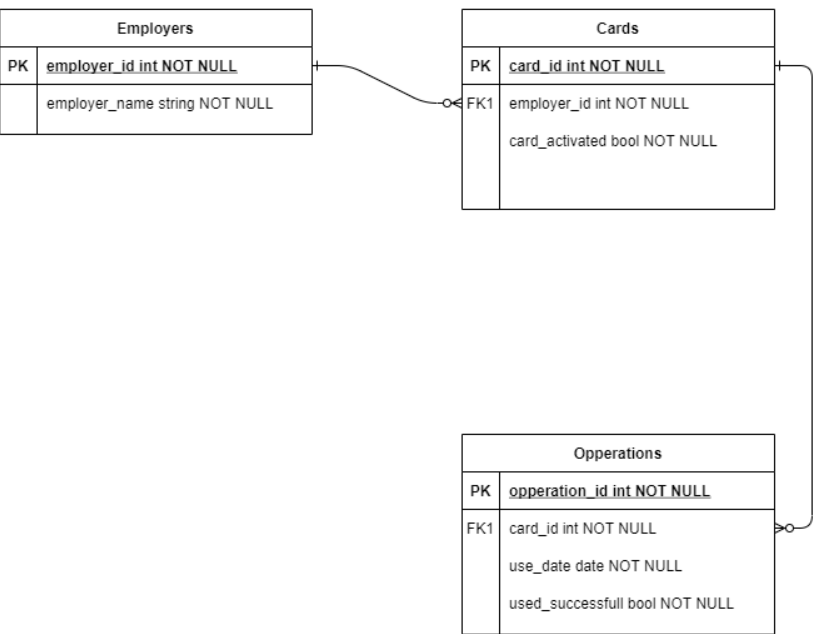 Employers
PK employer_id int NOT NULL
employer_name string NOT NULL
Cards
PK card_id int NOT NULL
FK1 employer_id int NOT NULL
card_activated bool NOT NULL
Opperations
PK opperation_id int NOT NULL
FK1 card_id int NOT NULL
use_date date NOT NULL
used_successfull bool NOT NULL